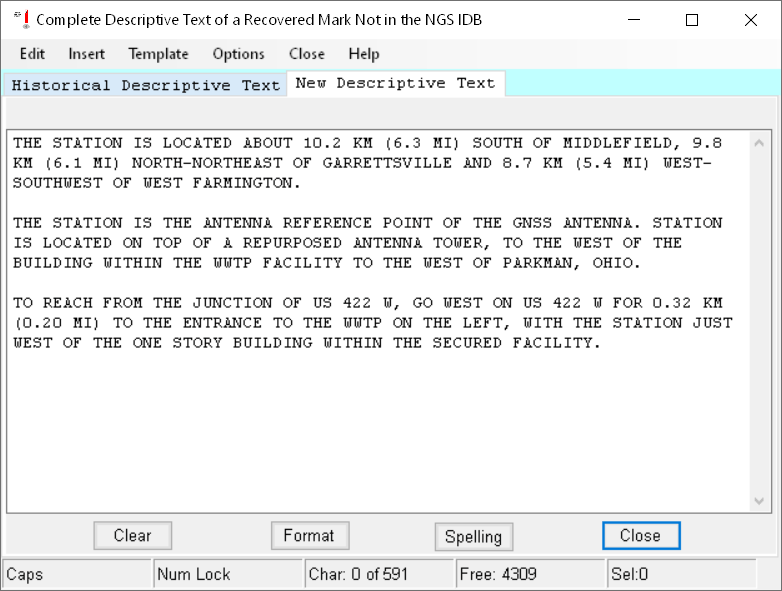 Complete Descriptive Text of a Recovered Mark Not in the NGS IDB
Edit Insert Template Options Close Help
Historical Descriptive Text New Descriptive Text
THE STATION IS LOCATED ABOUT 10.2 KM (6.3 MI) SOUTH OF MIDDLEFIELD, 9.8
KM (6.1 MI) NORTH-NORTHEAST OF GARRETTSVILLE AND 8.7 KM (5.4 MI) WEST-
SOUTHWEST OF WEST FARMINGTON.
THE STATION IS THE ANTENNA REFERENCE POINT OF THE GNSS ANTENNA. STATION
IS LOCATED ON TOP OF A REPURPOSED ANTENNA TOWER, TO THE WEST OF THE
BUILDING WITHIN THE WWTP FACILITY TO THE WEST OF PARKMAN, OHIO.
TO REACH FROM THE JUNCTION OF US 422 W, GO WEST ON US 422 W FOR 0.32 KM
(0.20 MI) TO THE ENTRANCE TO THE WWTP ON THE LEFT, WITH THE STATION JUST
WEST OF THE ONE STORY BUILDING WITHIN THE SECURED FACILITY.
Clear Format Spelling Close
Caps Num Lock Char: 0 of 591 Free: 4309 Sel:0